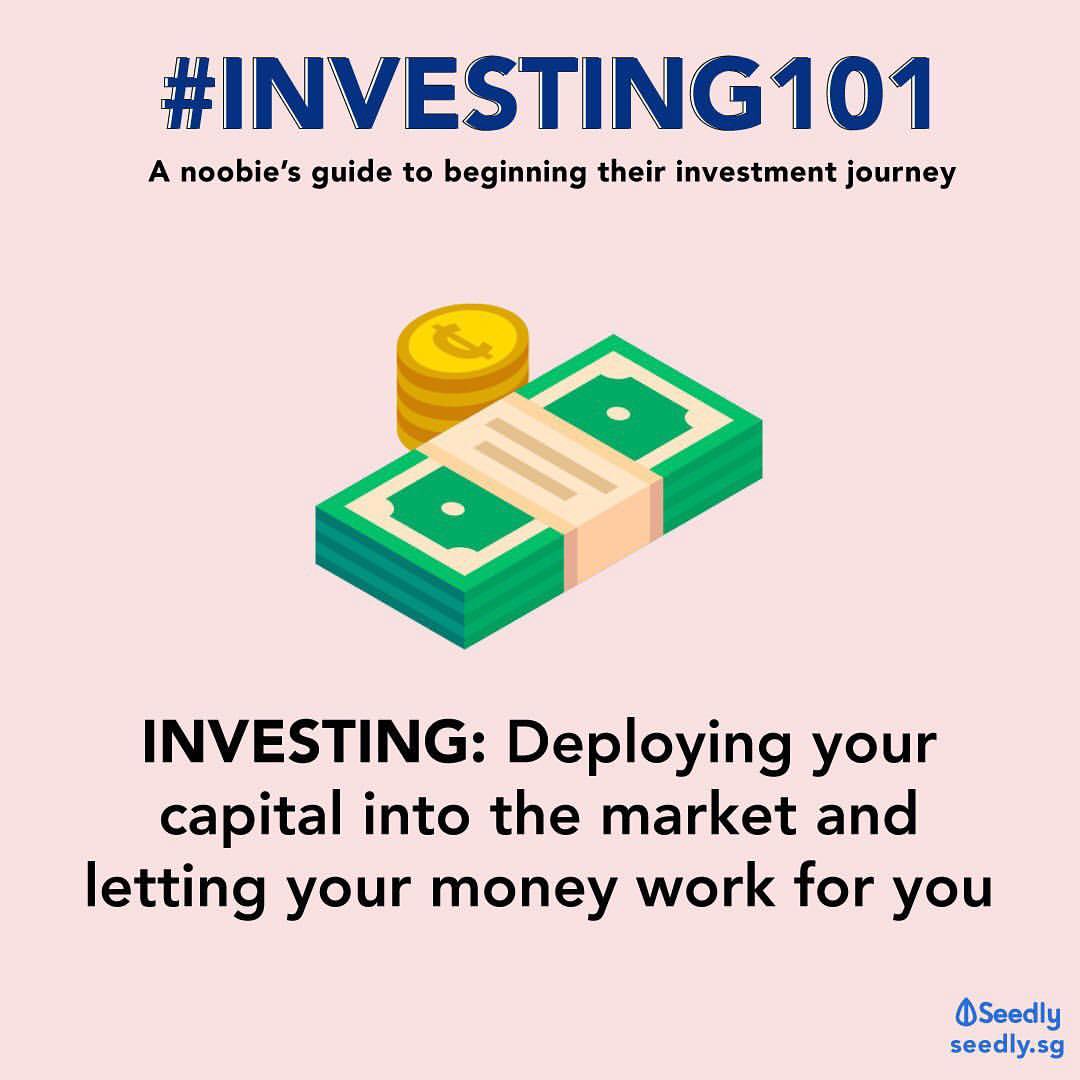 #INVESTING101
A noobie's guide to beginning their investment journey
INVESTING: Deploying your
capital into the market and
letting your money work for you
Seedly
seedly.sg